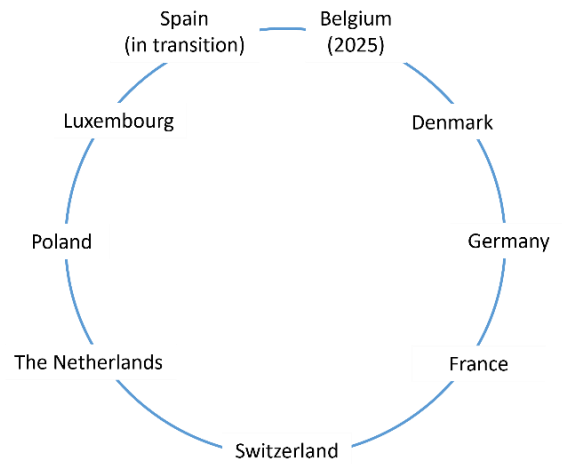 Spain
(in transition)
Belgium
(2025)
Luxembourg
Denmark
Poland
Germany
The Netherlands
France
Switzerland